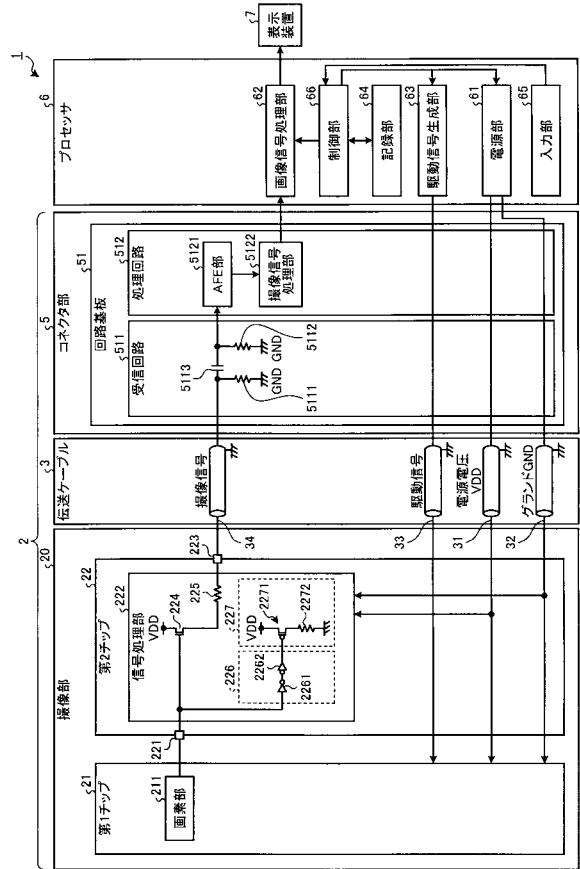 1
2
20
撮像部
21
第1チップ
211
画素部
22
第2チップ
221
222
信号処理部
VDD
224
225
223
226
227
VDD
2271
2272
2262
2261
3
伝送ケーブル
撮像信号
34
駆動信号
33
電源電圧
VDD
31
グランドGND
32
5
コネクタ部
51
回路基板
511
受信回路
5113
GND
GND
5111
5112
512
処理回路
5121
AFE部
5122
撮像信号
処理部
6
プロセッサ
62
画像信号処理部
66
制御部
64
記録部
63
駆動信号生成部
61
電源部
65
入力部
7
表示
装置